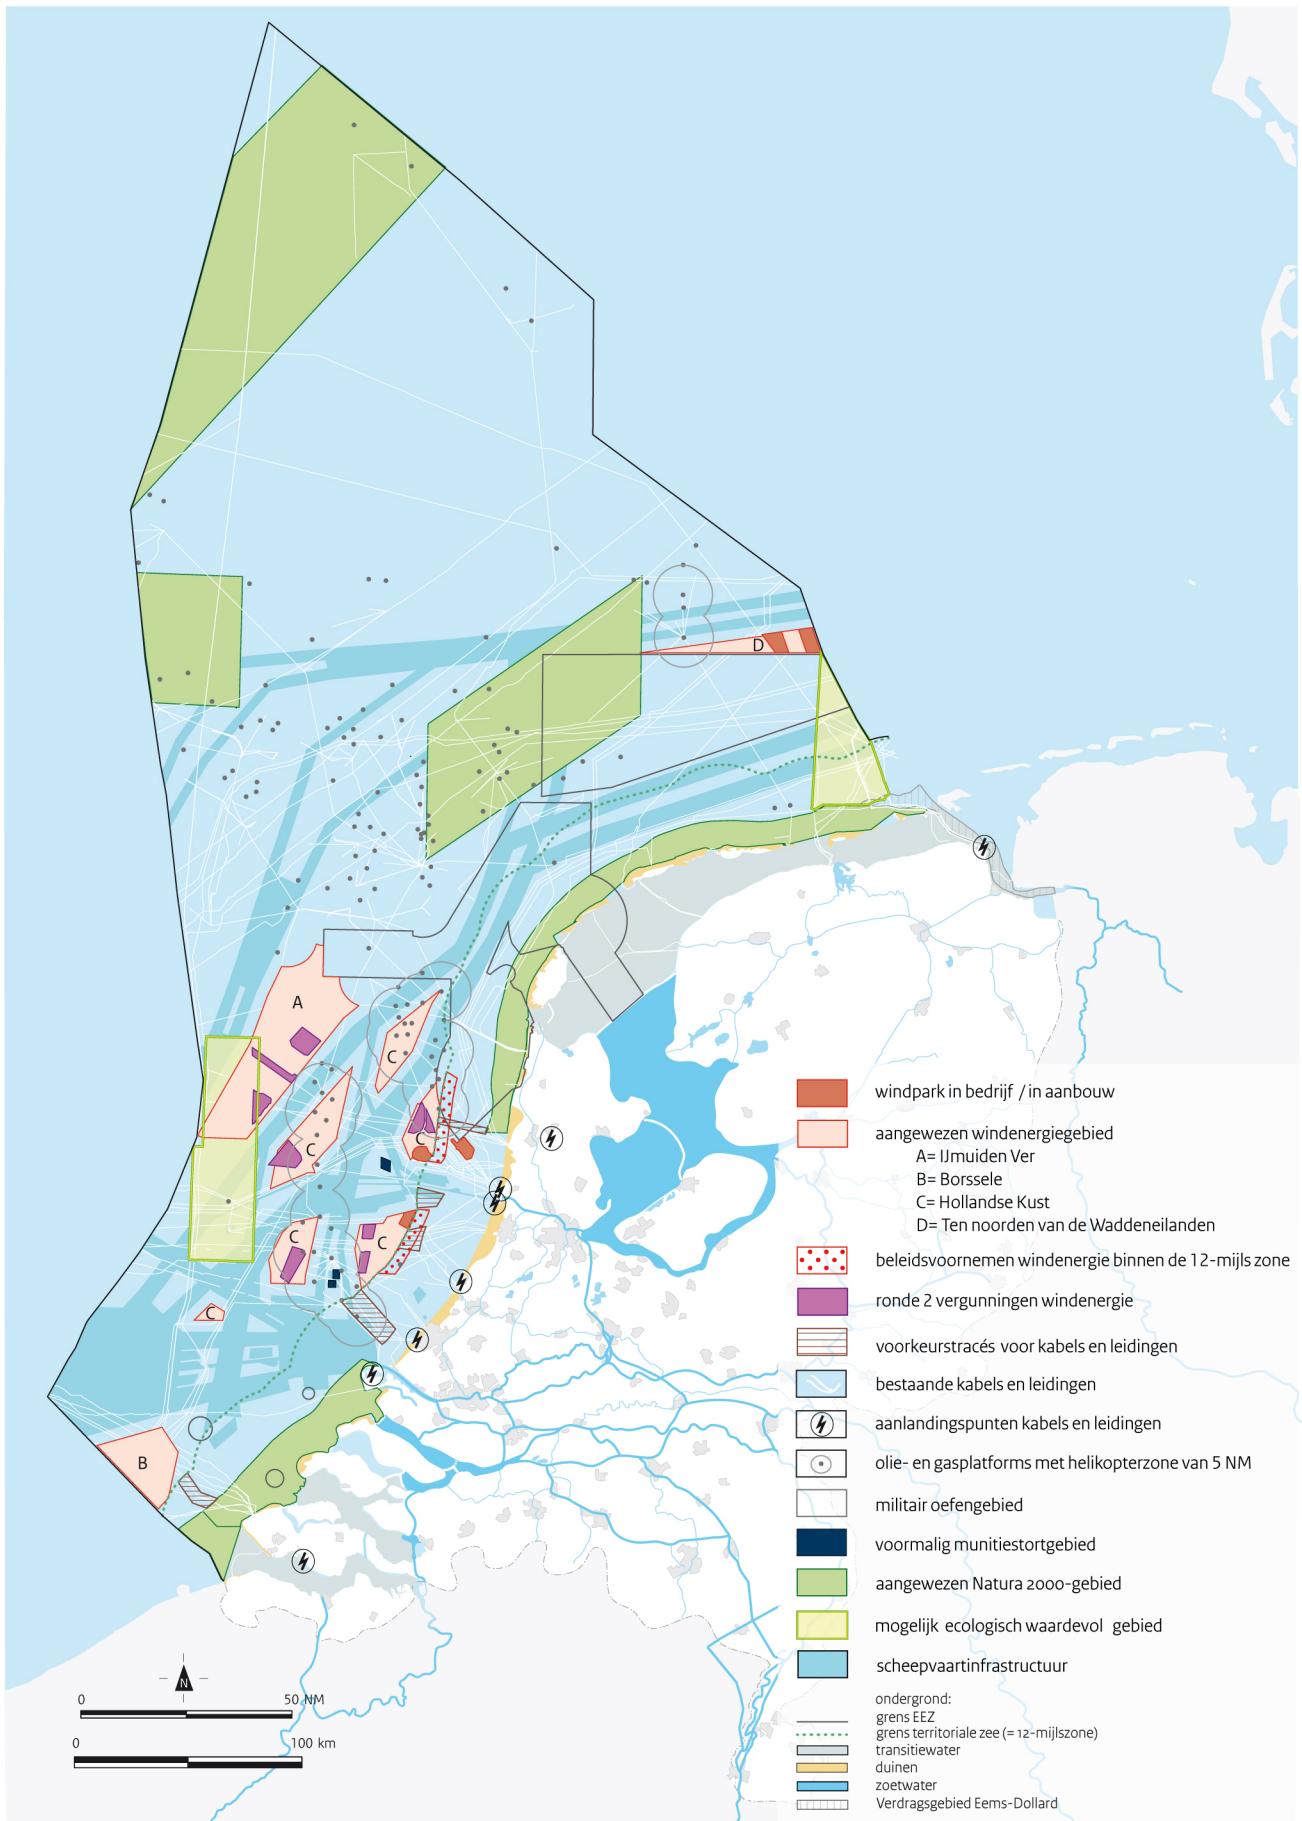 D
A
C
C
C
C
C
C
B
windpark in bedrijf / in aanbouw
aangewezen windenergiegebied
A= IJmuiden Ver
B= Borssele
C= Hollandse Kust
D= Ten noorden van de Waddeneilanden
beleidsvoornemen windenergie binnen de 12-mijls zone
ronde 2 vergunningen windenergie
voorkeurstracés voor kabels en leidingen
bestaande kabels en leidingen
aanlandingspunten kabels en leidingen
olie- en gasplatforms met helikopterzone van 5 NM
militair oefengebied
voormalig munitiestortgebied
aangewezen Natura 2000-gebied
mogelijk ecologisch waardevol gebied
scheepvaartinfrastructuur
ondergrond:
grens EEZ
grens territoriale zee (= 12-mijlszone)
transitiewater
duinen
zoetwater
Verdragsgebied Eems-Dollard
N
0 50 NM
0 100 km